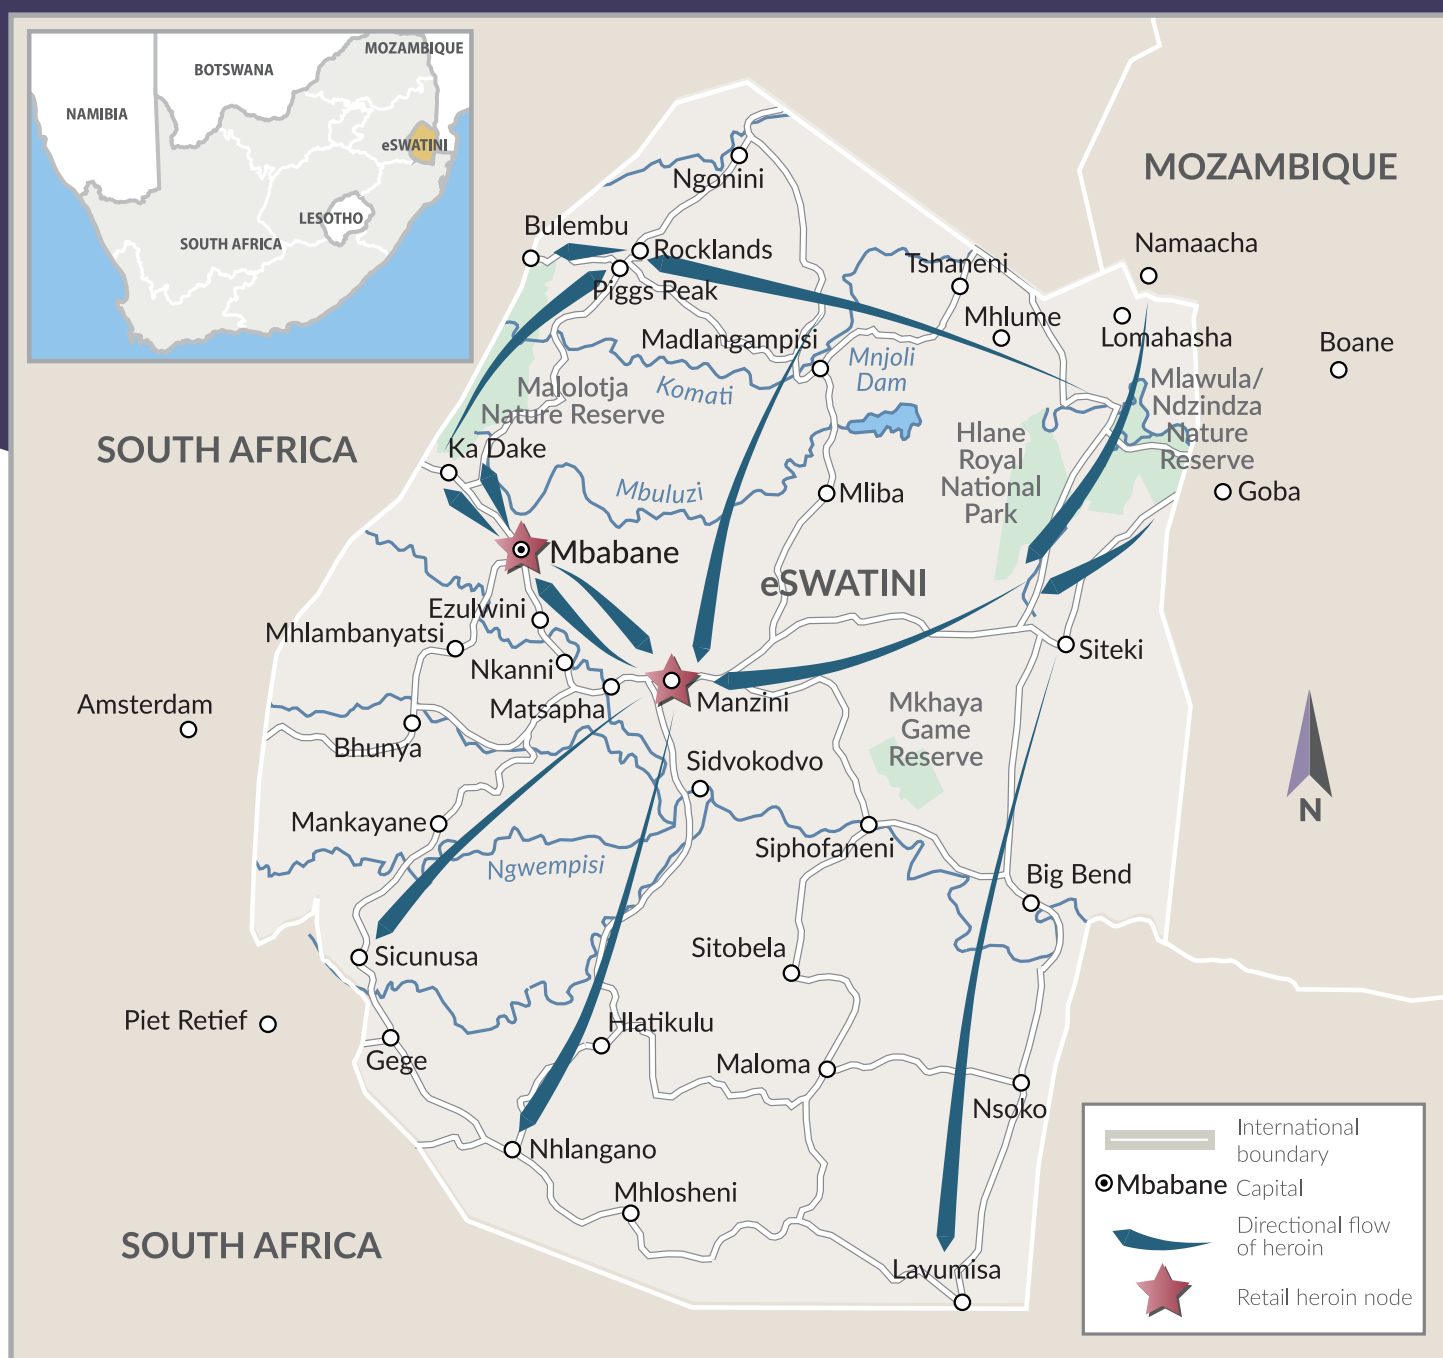 MOZAMBIQUE
BOTSWANA
NAMIBIA
eSWATINI
LESOTHO
SOUTH AFRICA
MOZAMBIQUE
Ngonini
Bulembu
Rocklands
Namaacha
Tshaneni
Piggs Peak
Mhlume
Lomahasha
Madlangampisi
Boane
Mnjoli
Dam
Malolotja
Nature Reserve
Komati
Mlawula/
Ndzindza
Nature
Reserve
SOUTH AFRICA
Ka Dake
Hlane
Royal
National
Park
Mbuluzi
Mliba
Goba
Mbabane
eSWATINI
Ezulwini
Mhlambanyatsi
Siteki
Nkanni
Amsterdam
Matsapha
Manzini
Mkhaya
Game
Reserve
Bhunya
Sidvokodvo
N
Mankayane
Siphofaneni
Ngwempisi
Big Bend
Sicunusa
Sitobela
Piet Retief
Hlatikulu
Gege
Maloma
Nsoko
Nhlangano
Mhlosheni
SOUTH AFRICA
Lavumisa
International
boundary
Mbabane Capital
Directional flow
of heroin
Retail heroin node